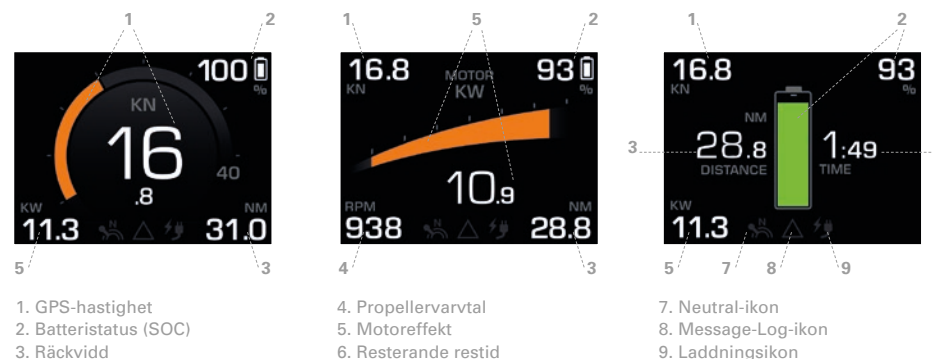 1 2
100
%
KN
16
.8
40
KW NM
11.3 N 31.0
5 3
1 5 2
16.8 MOTOR 93
KN KW %
10.9
RPM NM
938 N 28.8
4 3
1 2
16.8 93
KN %
NM
3 28.8 1:49
DISTANCE TIME
KW
11.3 N
5 7 8 9
1. GPS-hastighet
2. Batteristatus (SOC)
3. Räckvidd
4. Propellervarvtal
5. Motoreffekt
6. Resterande restid
7. Neutral-ikon
8. Message-Log-ikon
9. Laddningsikon